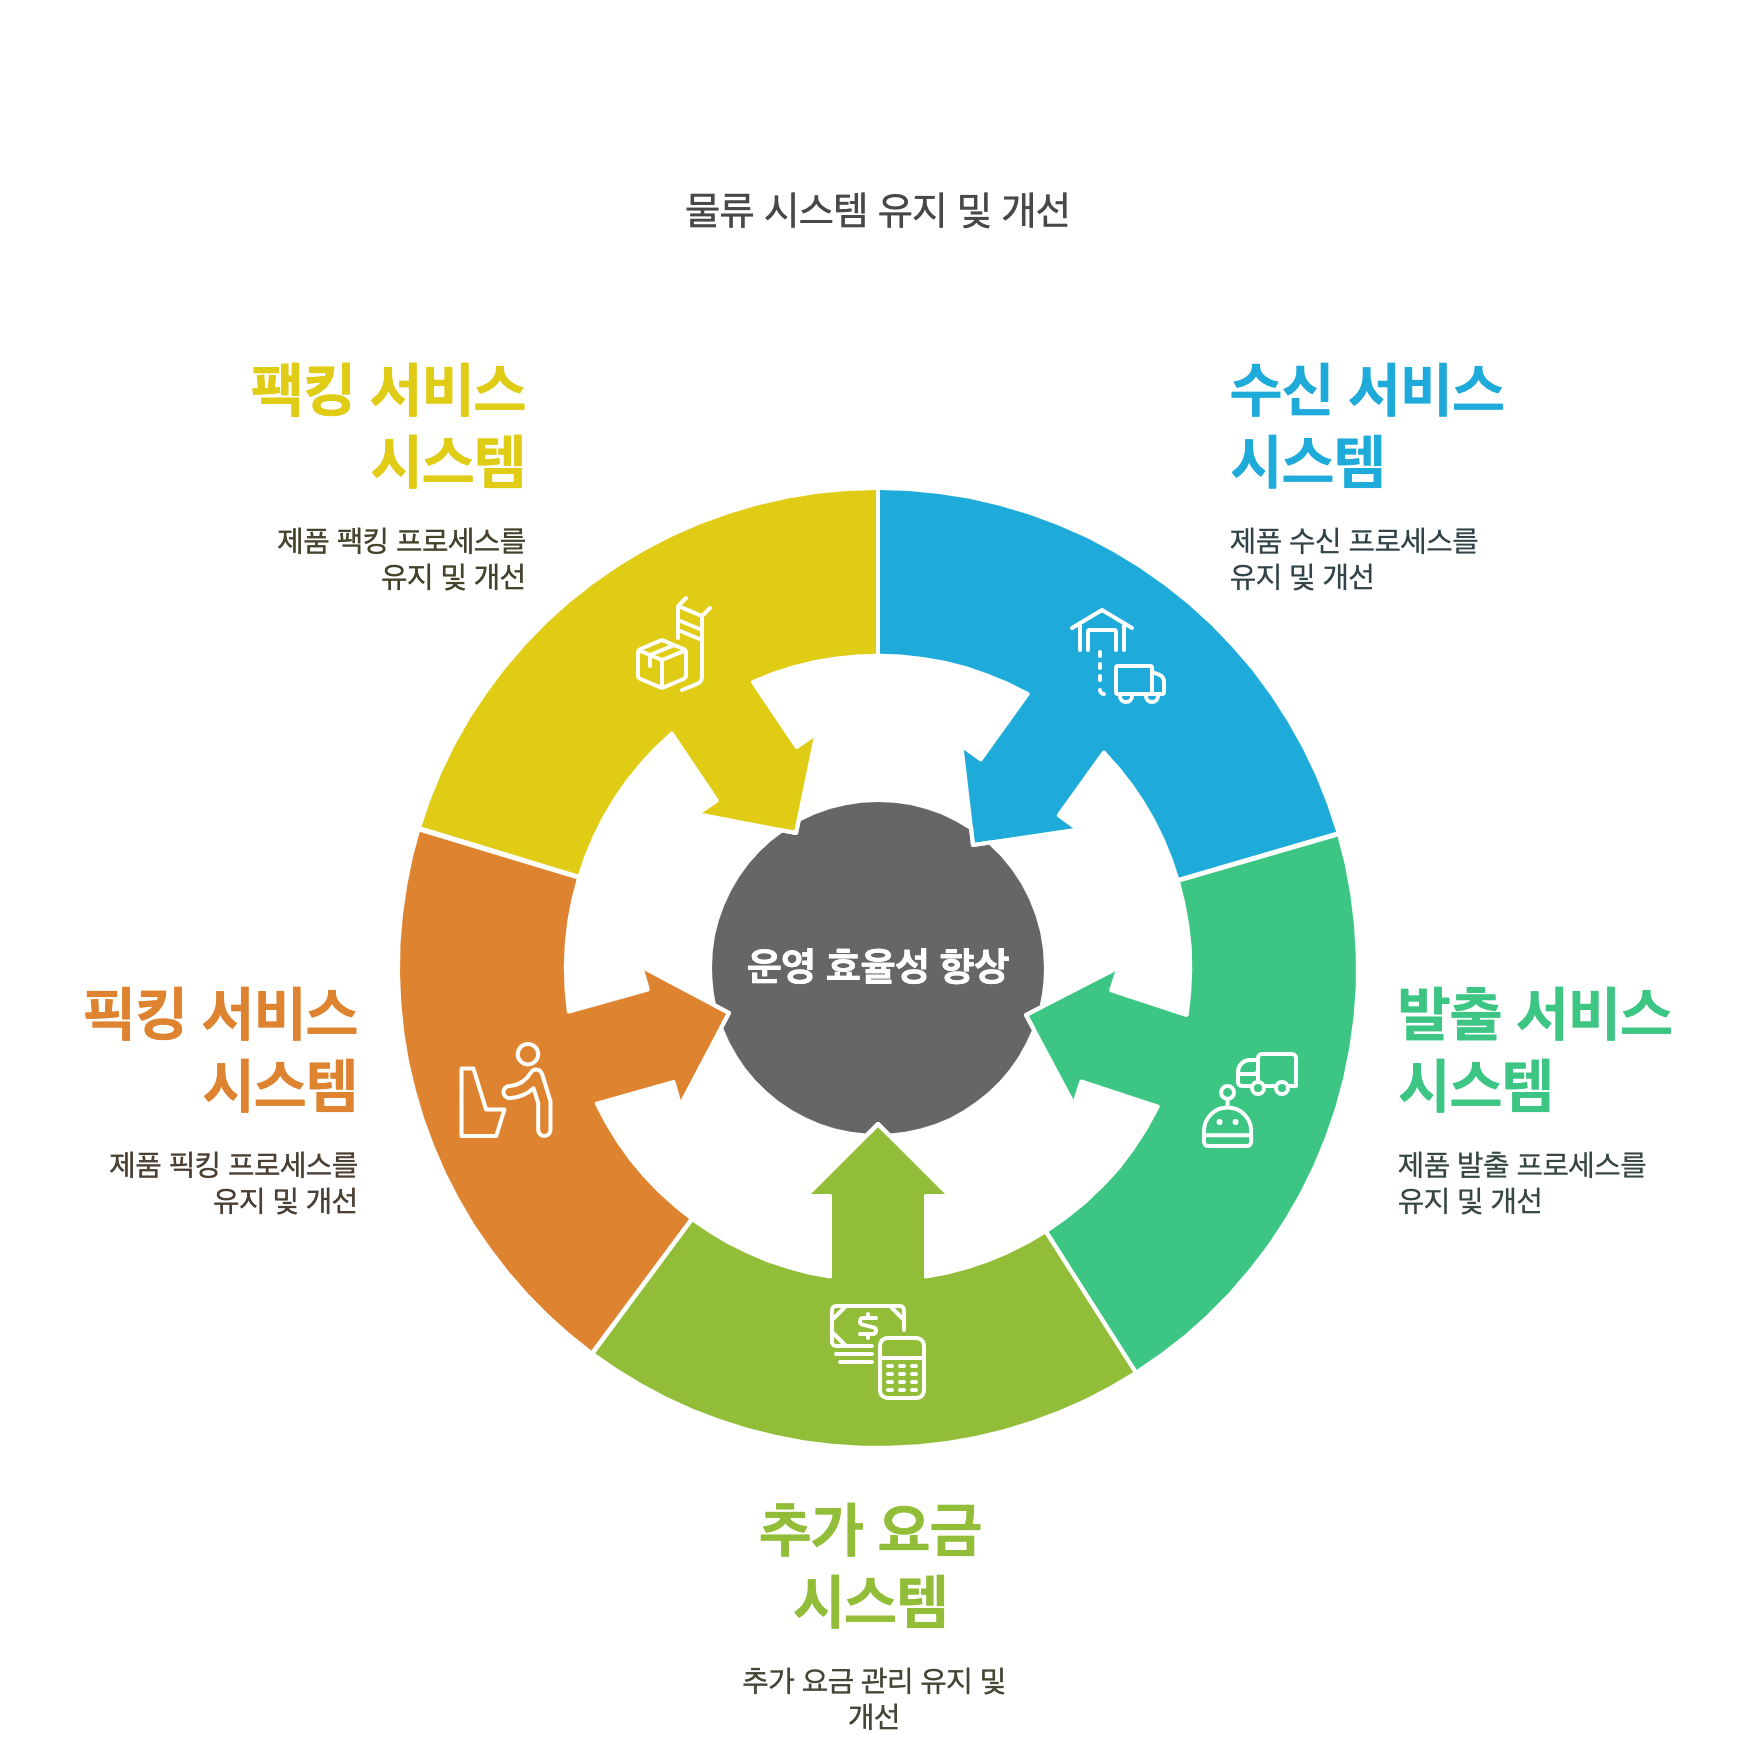 물류 시스템 유지 및 개선
팩킹 서비스
시스템
제품 팩킹 프로세스를
유지 및 개선
수신 서비스
시스템
제품 수신 프로세스를
유지 및 개선
운영 효율성 향상
픽킹 서비스
시스템
제품 픽킹 프로세스를
유지 및 개선
발출 서비스
시스템
제품 발출 프로세스를
유지 및 개선
$
추가 요금
시스템
추가 요금 관리 유지 및
개선